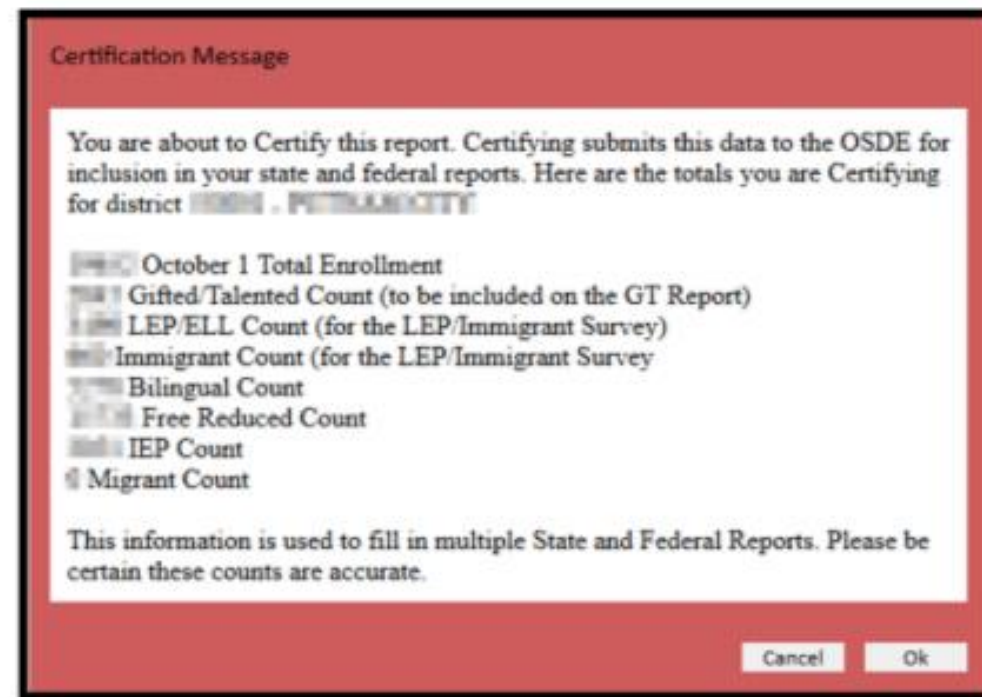 Certification Message
You are about to Certify this report. Certifying submits this data to the OSDE for
inclusion in your state and federal reports. Here are the totals you are Certifying
for district
October 1 Total Enrollment
Gifted/Talented Count (to be included on the GT Report)
LEP/ELL Count (for the LEP/Immigrant Survey)
Immigrant Count (for the LEP/Immigrant Survey
Bilingual Count
Free Reduced Count
IEP Count
Migrant Count
This information is used to fill in multiple State and Federal Reports. Please be
certain these counts are accurate.
Cancel Ok